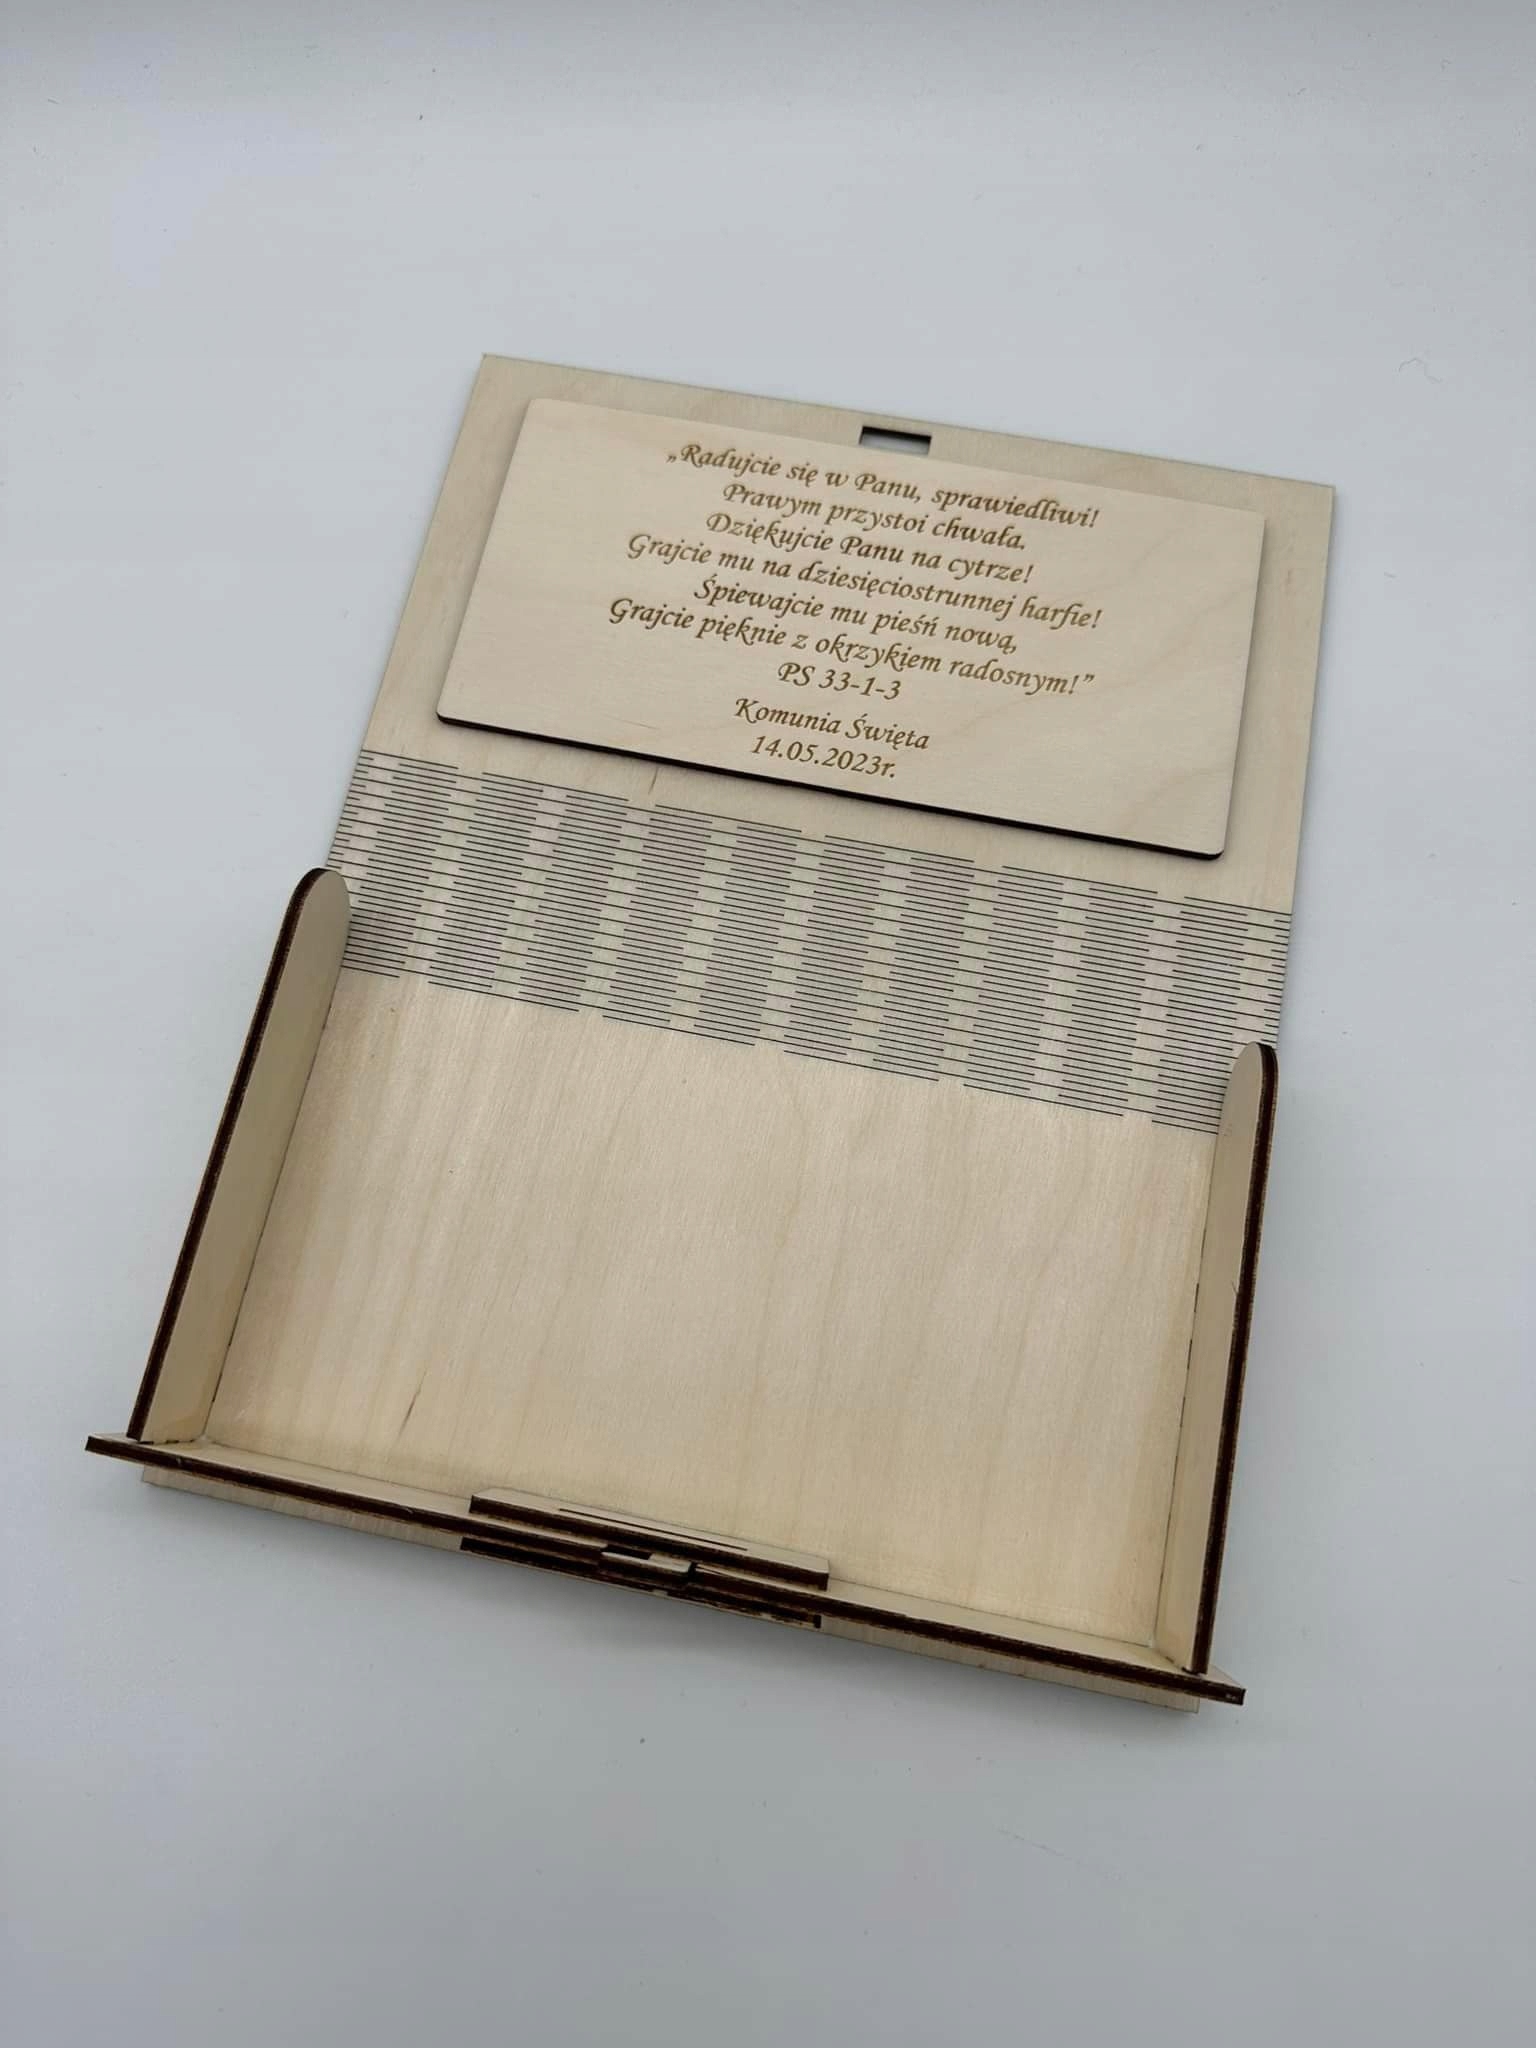 „Radujcie się w Panu, sprawiedliwi!
Prawym przystoi chwała.
Dziękujcie Panu na cytrze!
Grajcie mu na dziesięciostrunnej harfie!
Śpiewajcie mu pieśń nową,
Grajcie pięknie z okrzykiem radosnym!”
PS 33-1-3
Komunia Święta
14.05.2023r.